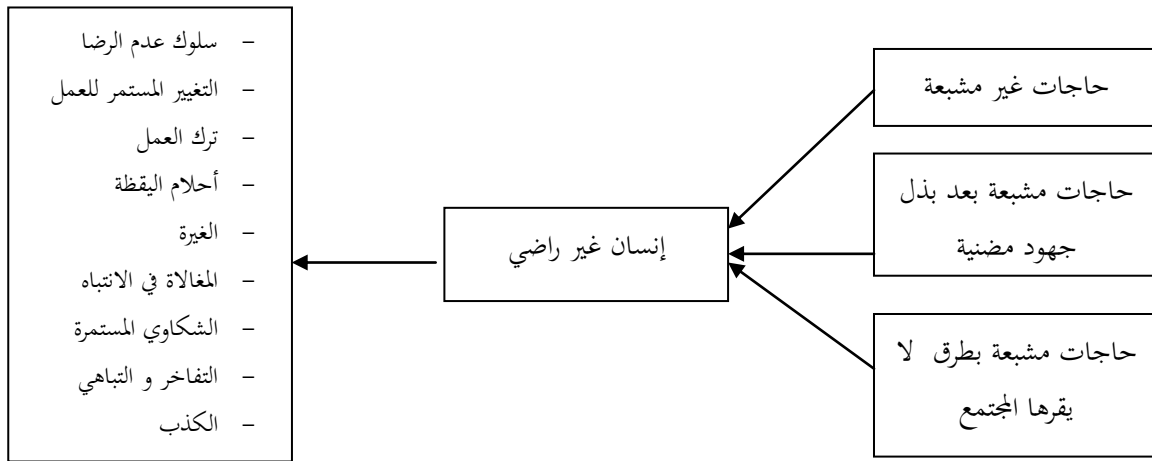 حاجات غير مشبعة
حاجات مشبعة بعد بذل
جهود مضنية
حاجات مشبعة بطرق لا
يقرها المجتمع
إنسان غير راضي
– سلوك عدم الرضا
– التغيير المستمر للعمل
– ترك العمل
– أحلام اليقظة
– الغيرة
– المغالاة في الانتباه
– الشكاوي المستمرة
– التفاخر و التباهي
– الكذب